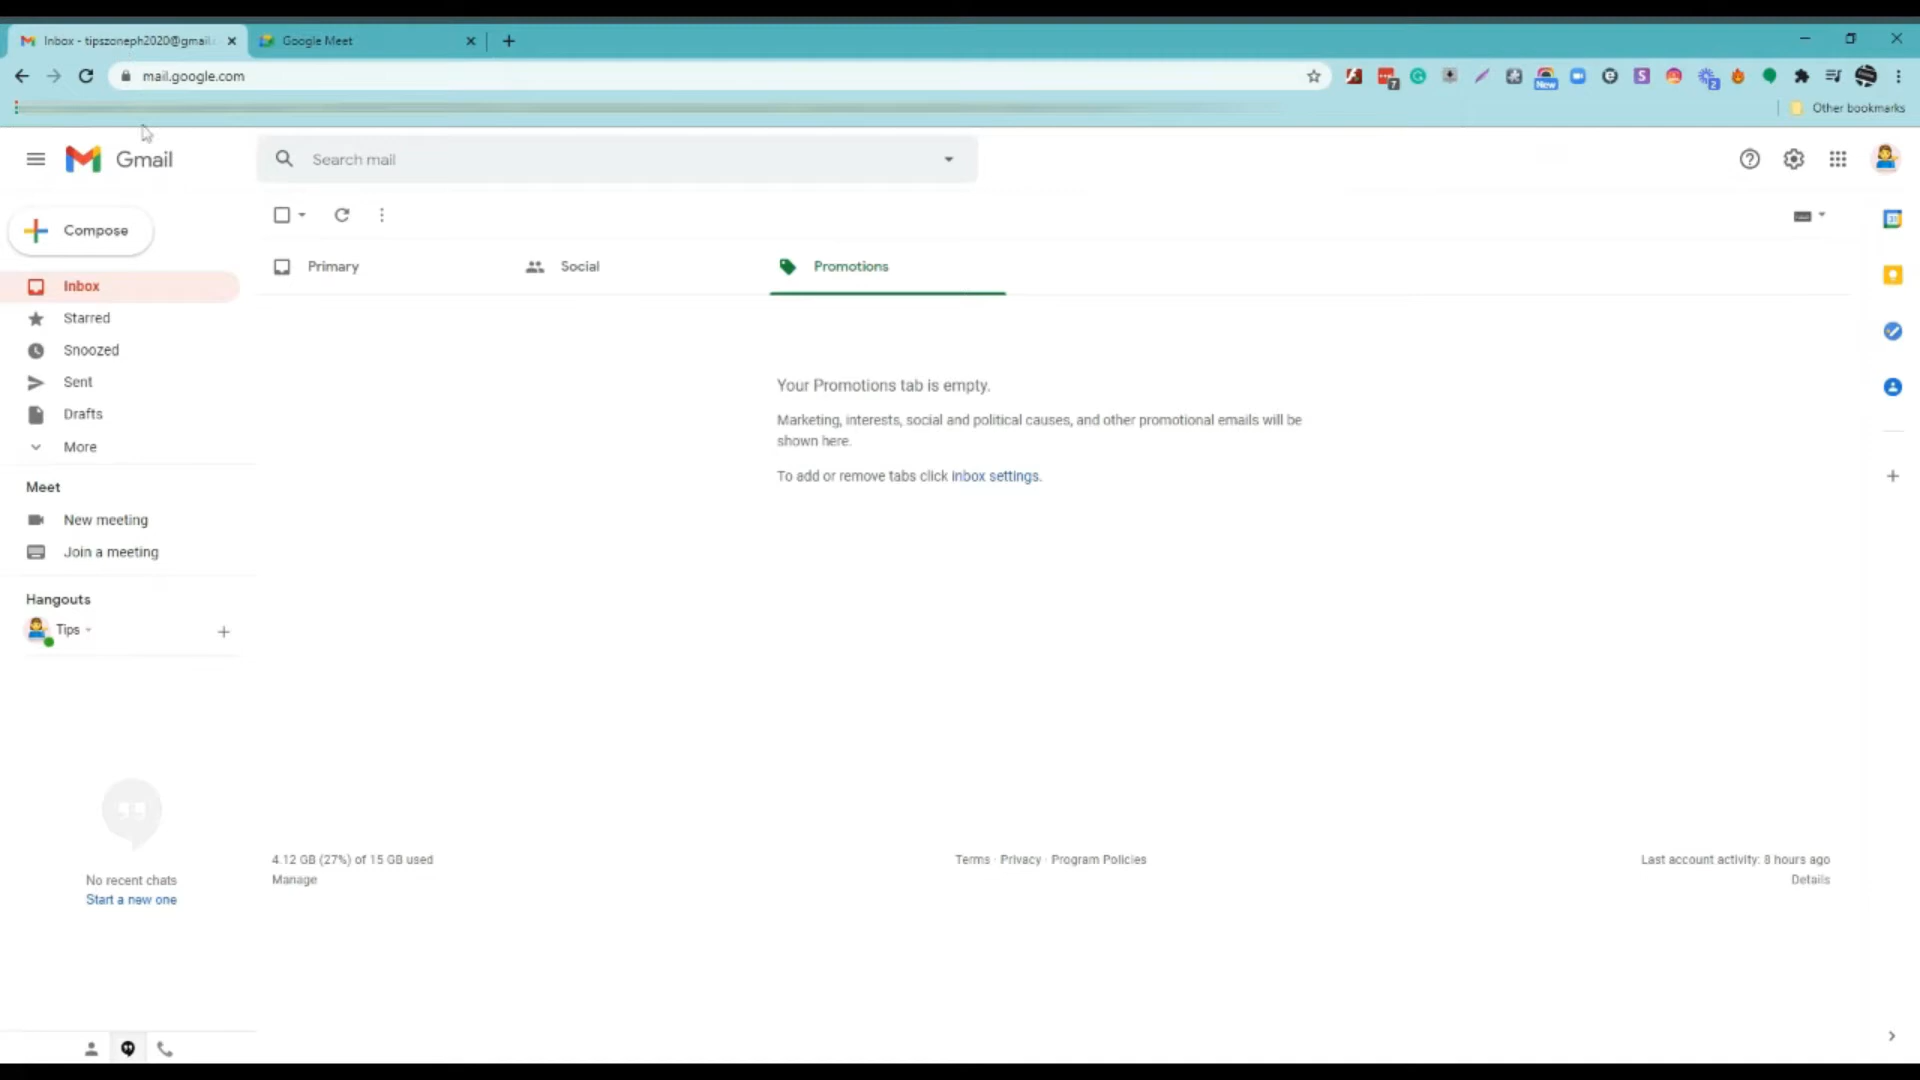 Inbox - tipszoneph2020@gmail.
Google Meet
mail.google.com
7
New
2
Other bookmarks
Gmail
Search mail
Compose
Primary
Social
Promotions
Inbox
Starred
Snoozed
Sent
Drafts
More
Your Promotions tab is empty.
Marketing, interests, social and political causes, and other promotional emails will be
shown here.
To add or remove tabs click inbox settings.
Meet
New meeting
Join a meeting
Hangouts
Tips
No recent chats
Start a new one
4.12 GB (27%) of 15 GB used
Manage
Terms · Privacy · Program Policies
Last account activity: 8 hours ago
Details